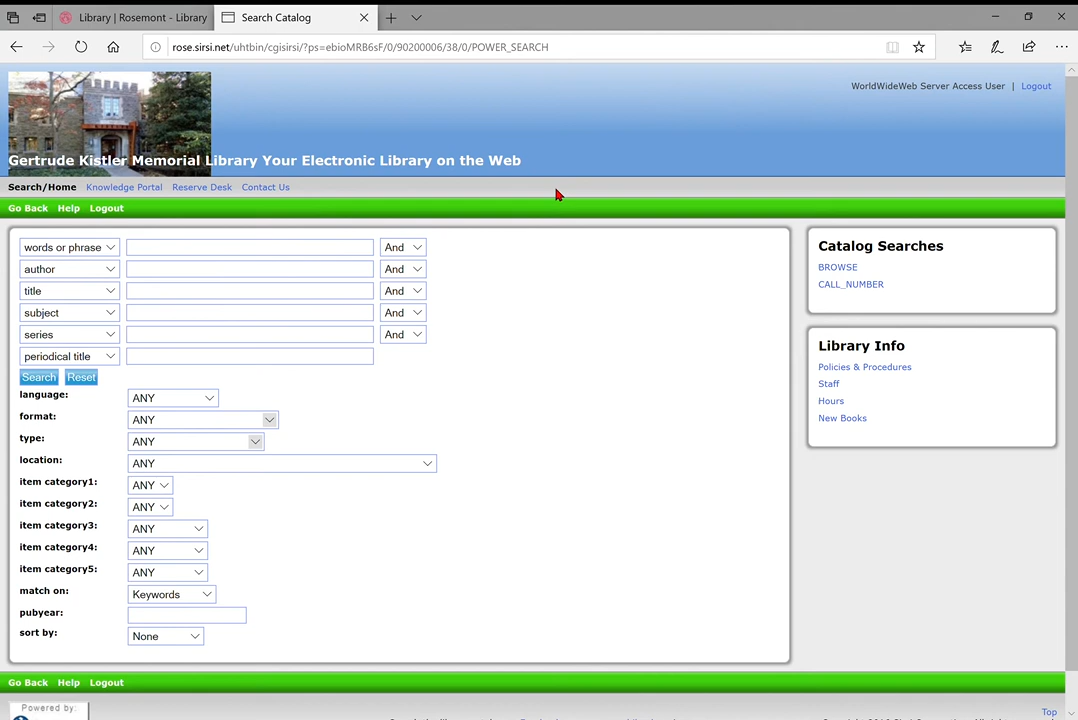 Library | Rosemont - Library
Search Catalog
rose.sirsi.net/uhtbin/cgisirsi/?ps=ebioMRB6sF/0/90200006/38/0/POWER_SEARCH
WorldWideWeb Server Access User | Logout
Gertrude Kistler Memorial Library Your Electronic Library on the Web
Search/Home Knowledge Portal Reserve Desk Contact Us
Go Back Help Logout
words or phrase And
author And
title And
subject And
series And
periodical title
Search Reset
language: ANY
format: ANY
type: ANY
location: ANY
item category1: ANY
item category2: ANY
item category3: ANY
item category4: ANY
item category5: ANY
match on: Keywords
pubyear:
sort by: None
Catalog Searches
BROWSE
CALL_NUMBER
Library Info
Policies & Procedures
Staff
Hours
New Books
Go Back Help Logout
Powered by:
Top